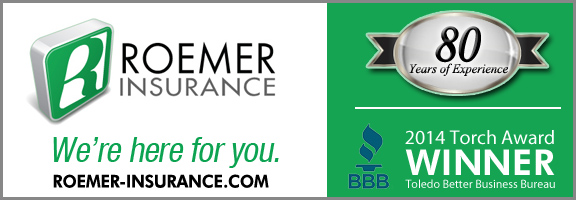 R ROEMER
INSURANCE
We're here for you.
ROEMER-INSURANCE.COM
80
Years of Experience
BBB
2014 Torch Award
WINNER
Toledo Better Business Bureau